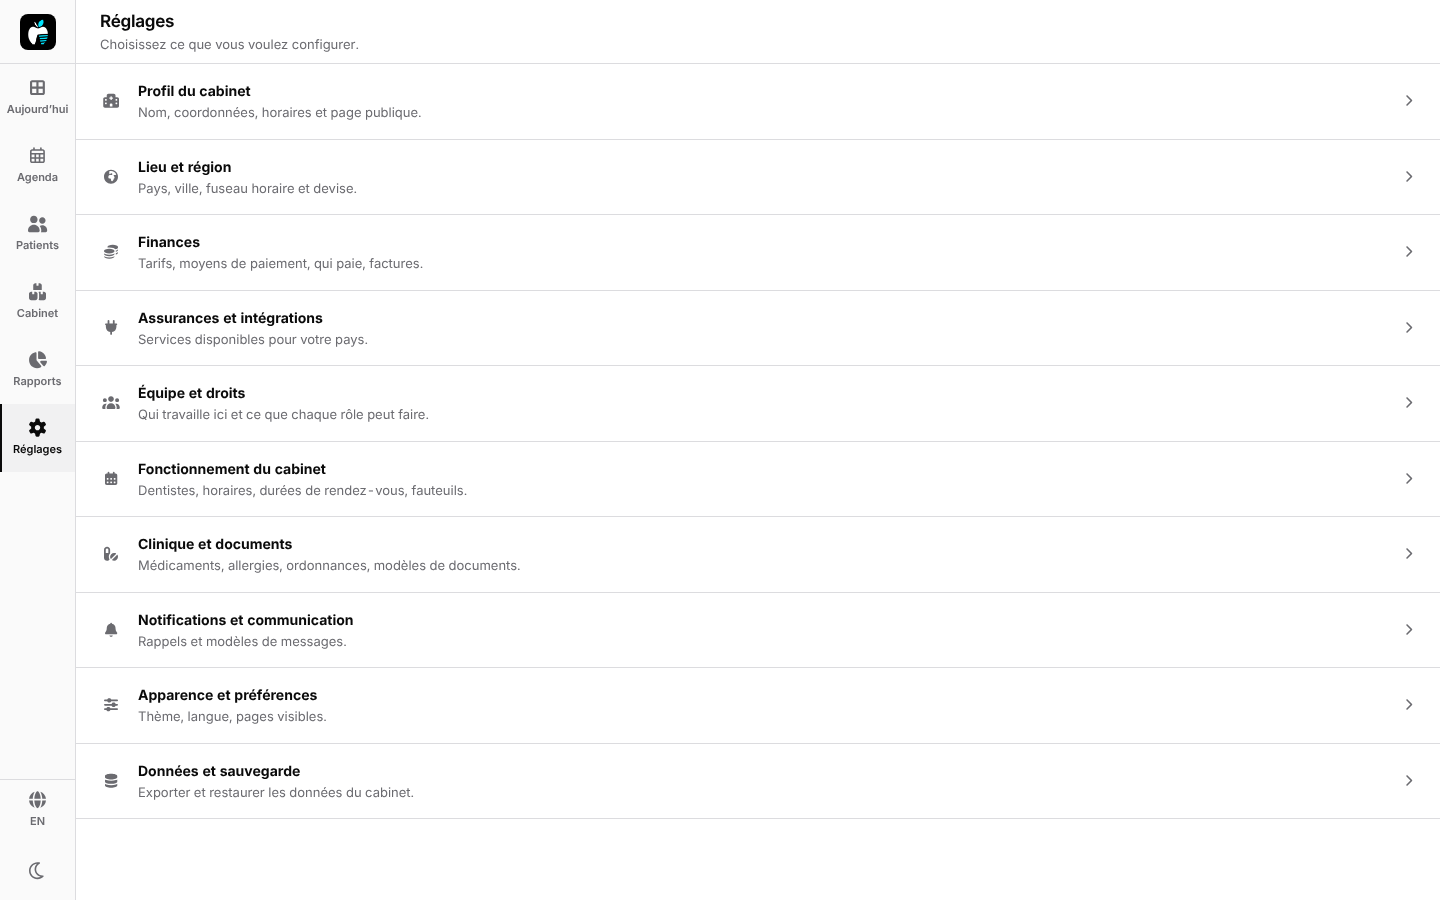 Réglages
Choisissez ce que vous voulez configurer.
Aujourd'hui
Agenda
Patients
Cabinet
Rapports
Réglages
EN
Profil du cabinet
Nom, coordonnées, horaires et page publique.
Lieu et région
Pays, ville, fuseau horaire et devise.
Finances
Tarifs, moyens de paiement, qui paie, factures.
Assurances et intégrations
Services disponibles pour votre pays.
Équipe et droits
Qui travaille ici et ce que chaque rôle peut faire.
Fonctionnement du cabinet
Dentistes, horaires, durées de rendez-vous, fauteuils.
Clinique et documents
Médicaments, allergies, ordonnances, modèles de documents.
Notifications et communication
Rappels et modèles de messages.
Apparence et préférences
Thème, langue, pages visibles.
Données et sauvegarde
Exporter et restaurer les données du cabinet.